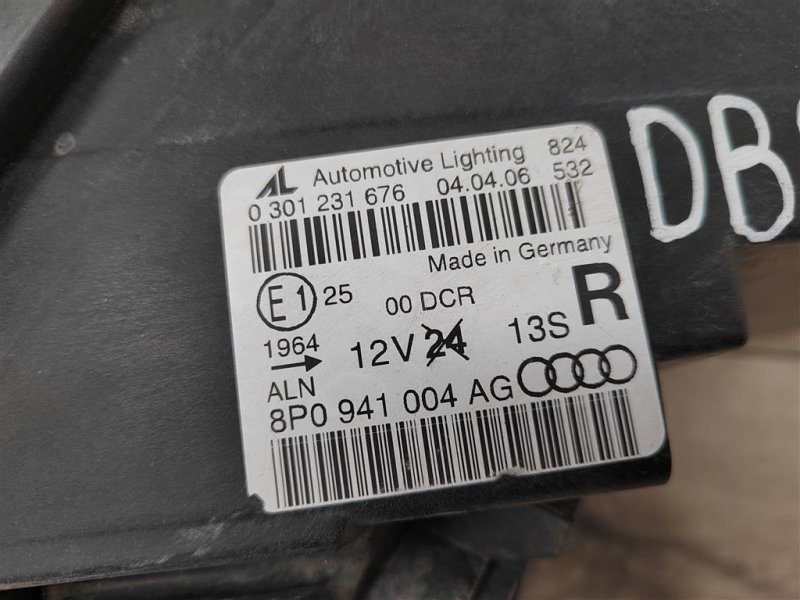 AL Automotive Lighting 824
0 301 231 676 04.04.06 532
Made in Germany
E1 25 00 DCR R
1964 12V 24 13S
ALN
8P0 941 004 AG
DB